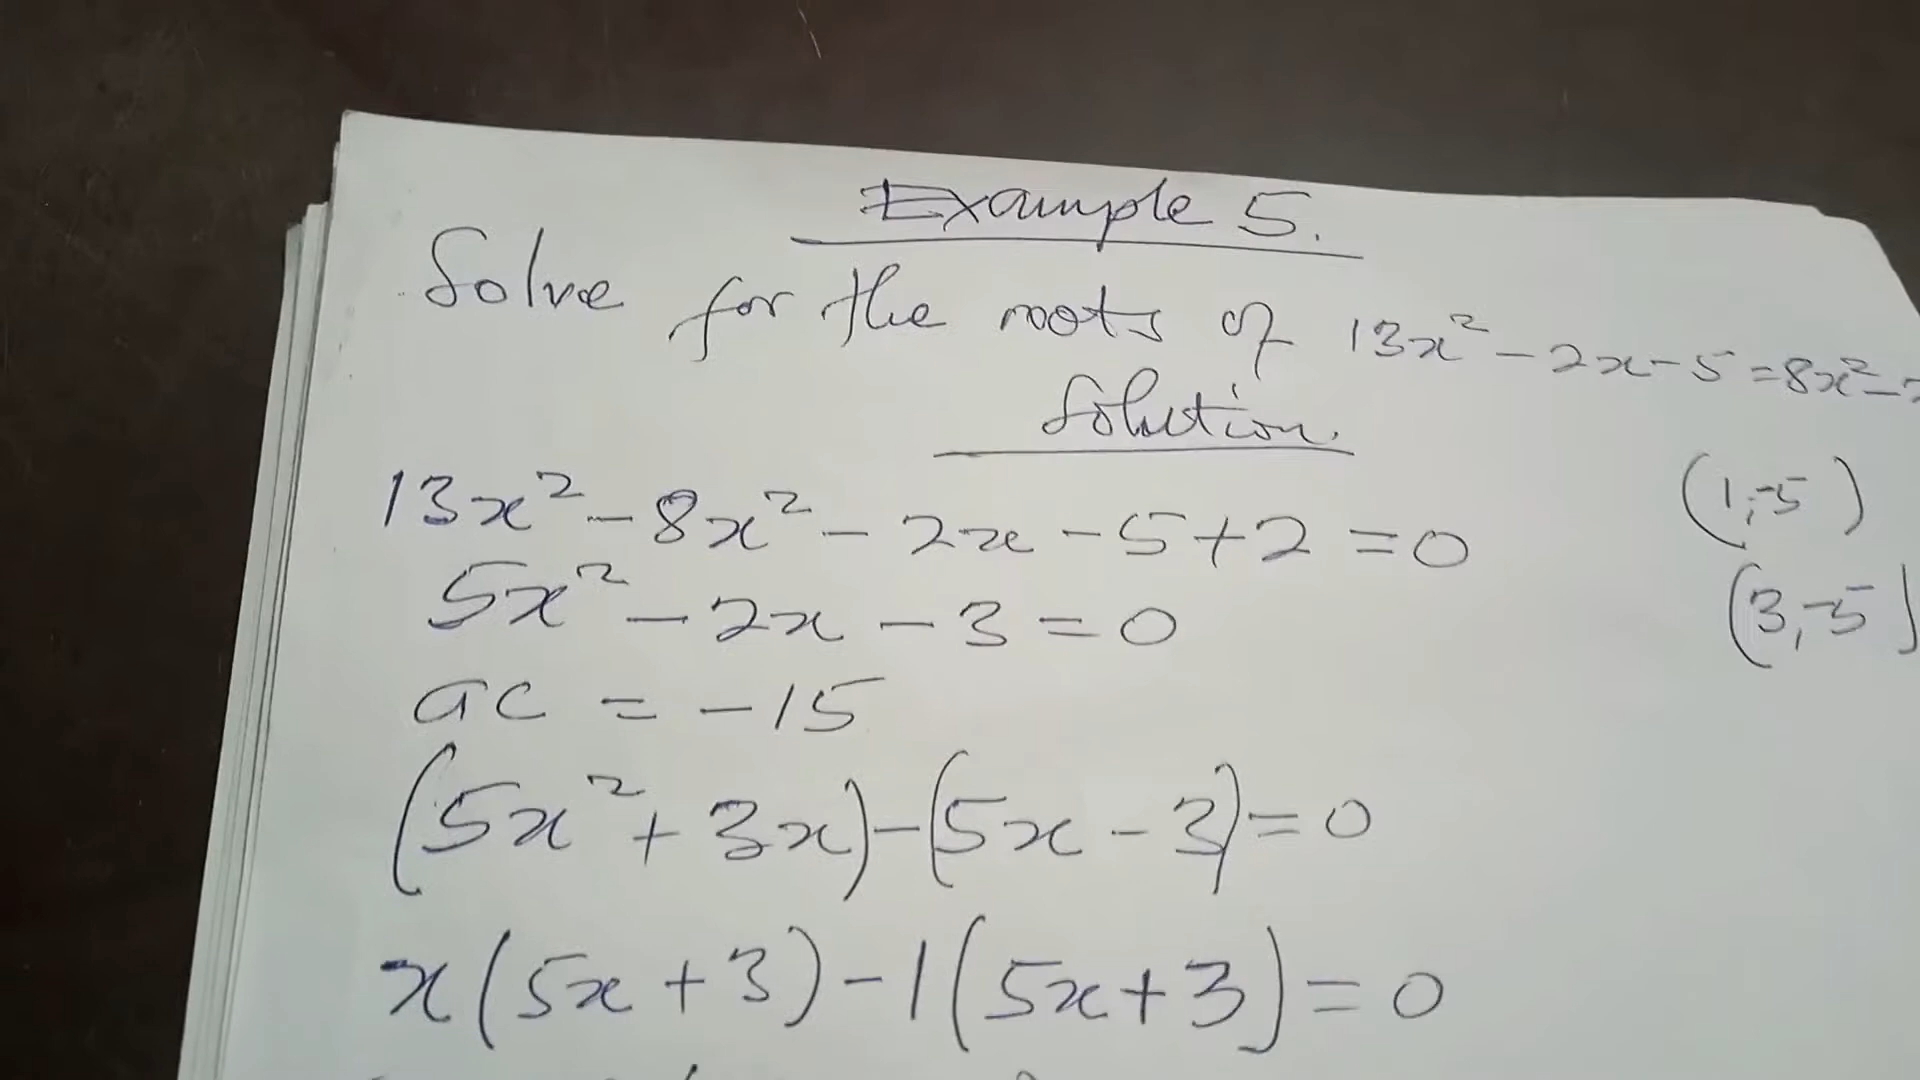 Example 5.
Solve for the roots of 13x² - 2x - 5 = 8x² -
Solution.
13x² - 8x² - 2x - 5 + 2 = 0
(1, -5)
5x² - 2x - 3 = 0
(3, -5)
ac = -15
(5x² + 3x) - (5x - 3) = 0
x(5x + 3) - 1(5x + 3) = 0